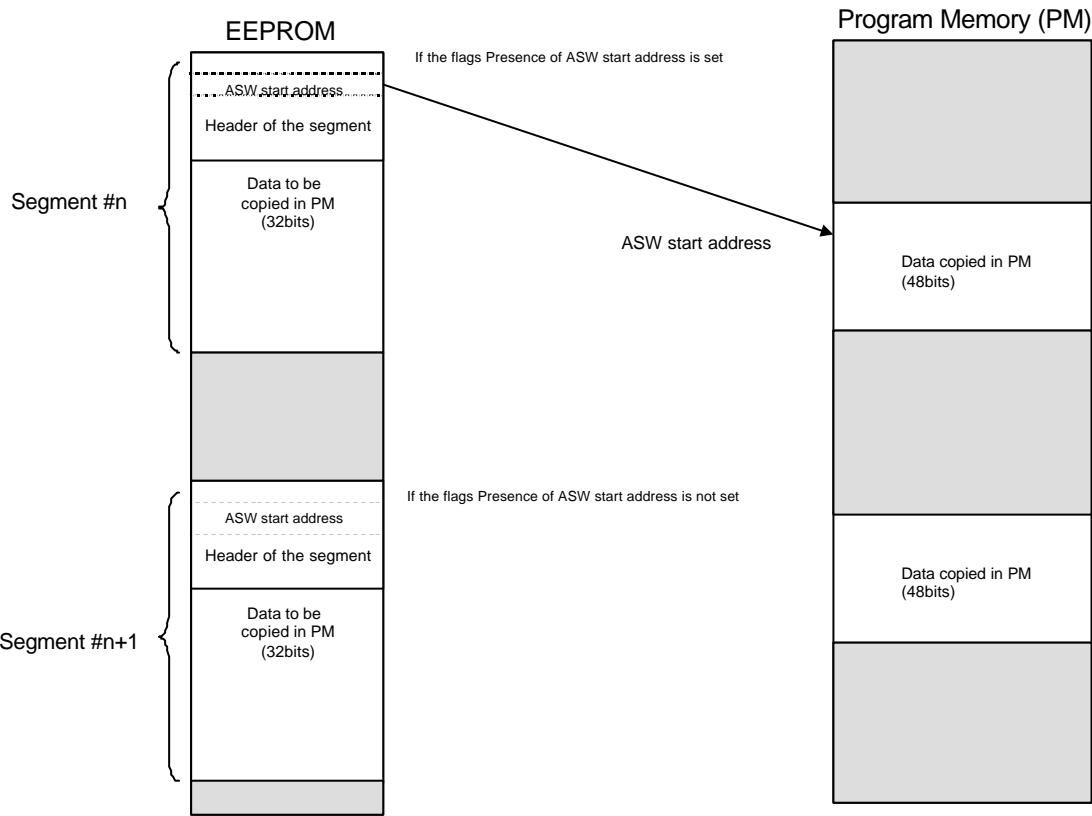 EEPROM
Program Memory (PM)
If the flags Presence of ASW start address is set
ASW start address
Header of the segment
Segment #n
Data to be
copied in PM
(32bits)
ASW start address
Data copied in PM
(48bits)
If the flags Presence of ASW start address is not set
ASW start address
Header of the segment
Segment #n+1
Data to be
copied in PM
(32bits)
Data copied in PM
(48bits)